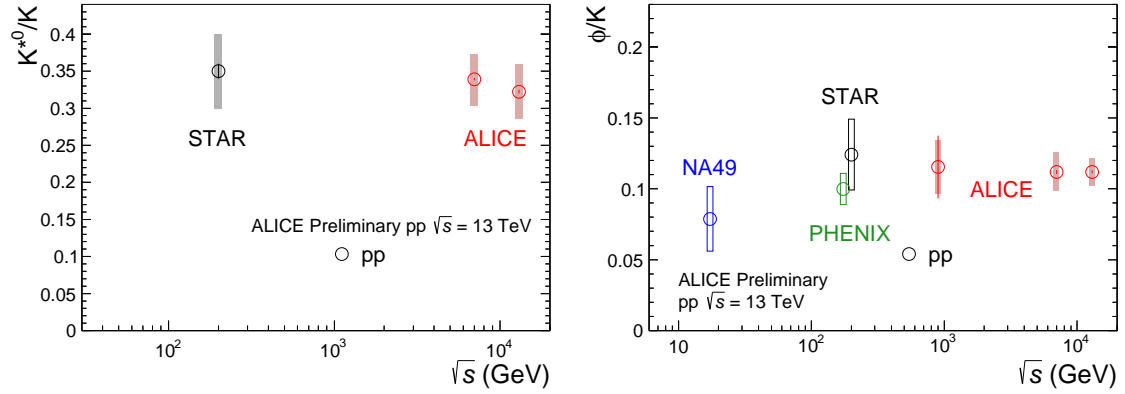 K*0/K
0.4
0.35
0.3
0.25
0.2
0.15
0.1
0.05
0
STAR
ALICE
ALICE Preliminary pp √s = 13 TeV
pp
10²
10³
10⁴
√s (GeV)
ϕ/K
0.2
0.15
0.1
0.05
0
STAR
NA49
ALICE
PHENIX
pp
ALICE Preliminary
pp √s = 13 TeV
10
10²
10³
10⁴
√s (GeV)